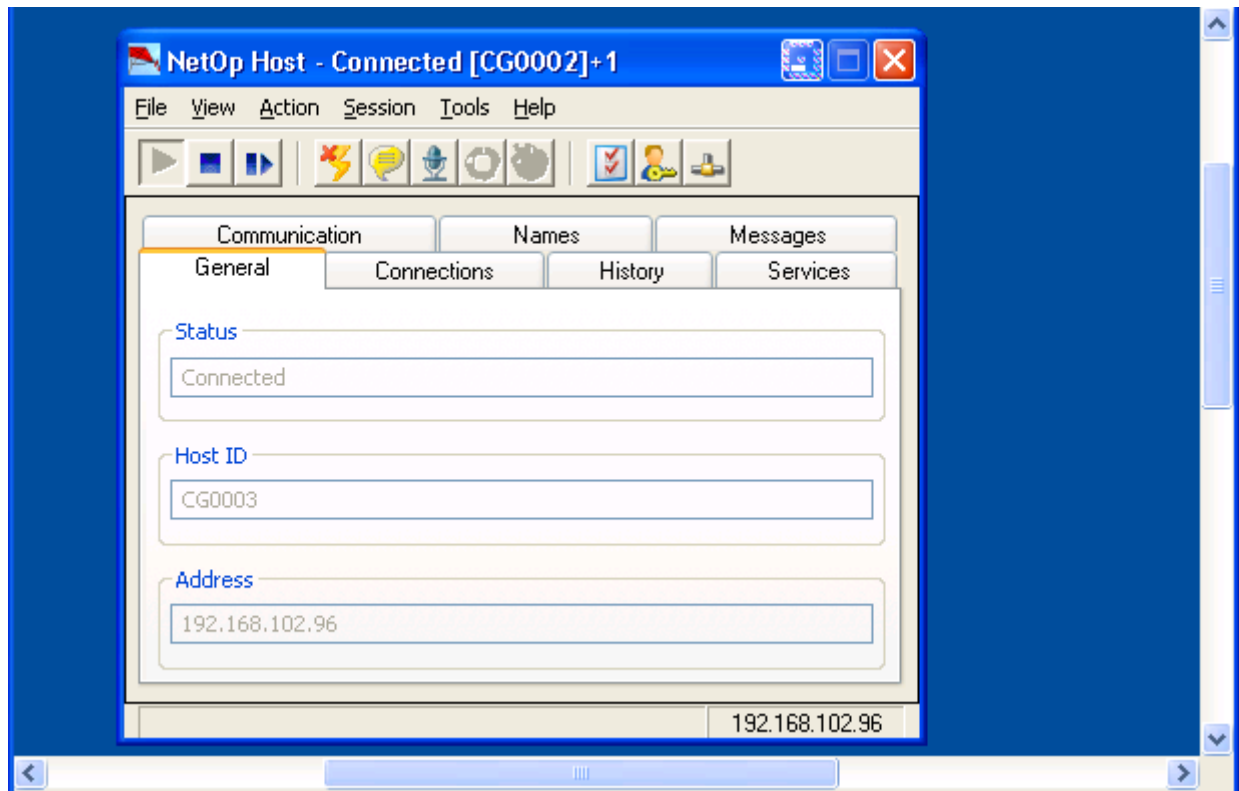 NetOp Host - Connected [CG0002]+1
File View Action Session Tools Help
Communication Names Messages
General Connections History Services
Status
Connected
Host ID
CG0003
Address
192.168.102.96
192.168.102.96